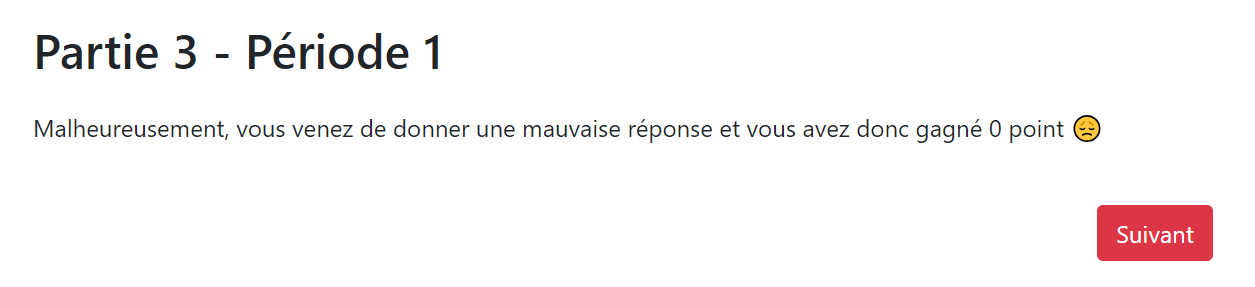 Partie 3 - Période 1
Malheureusement, vous venez de donner une mauvaise réponse et vous avez donc gagné 0 point 😔
Suivant